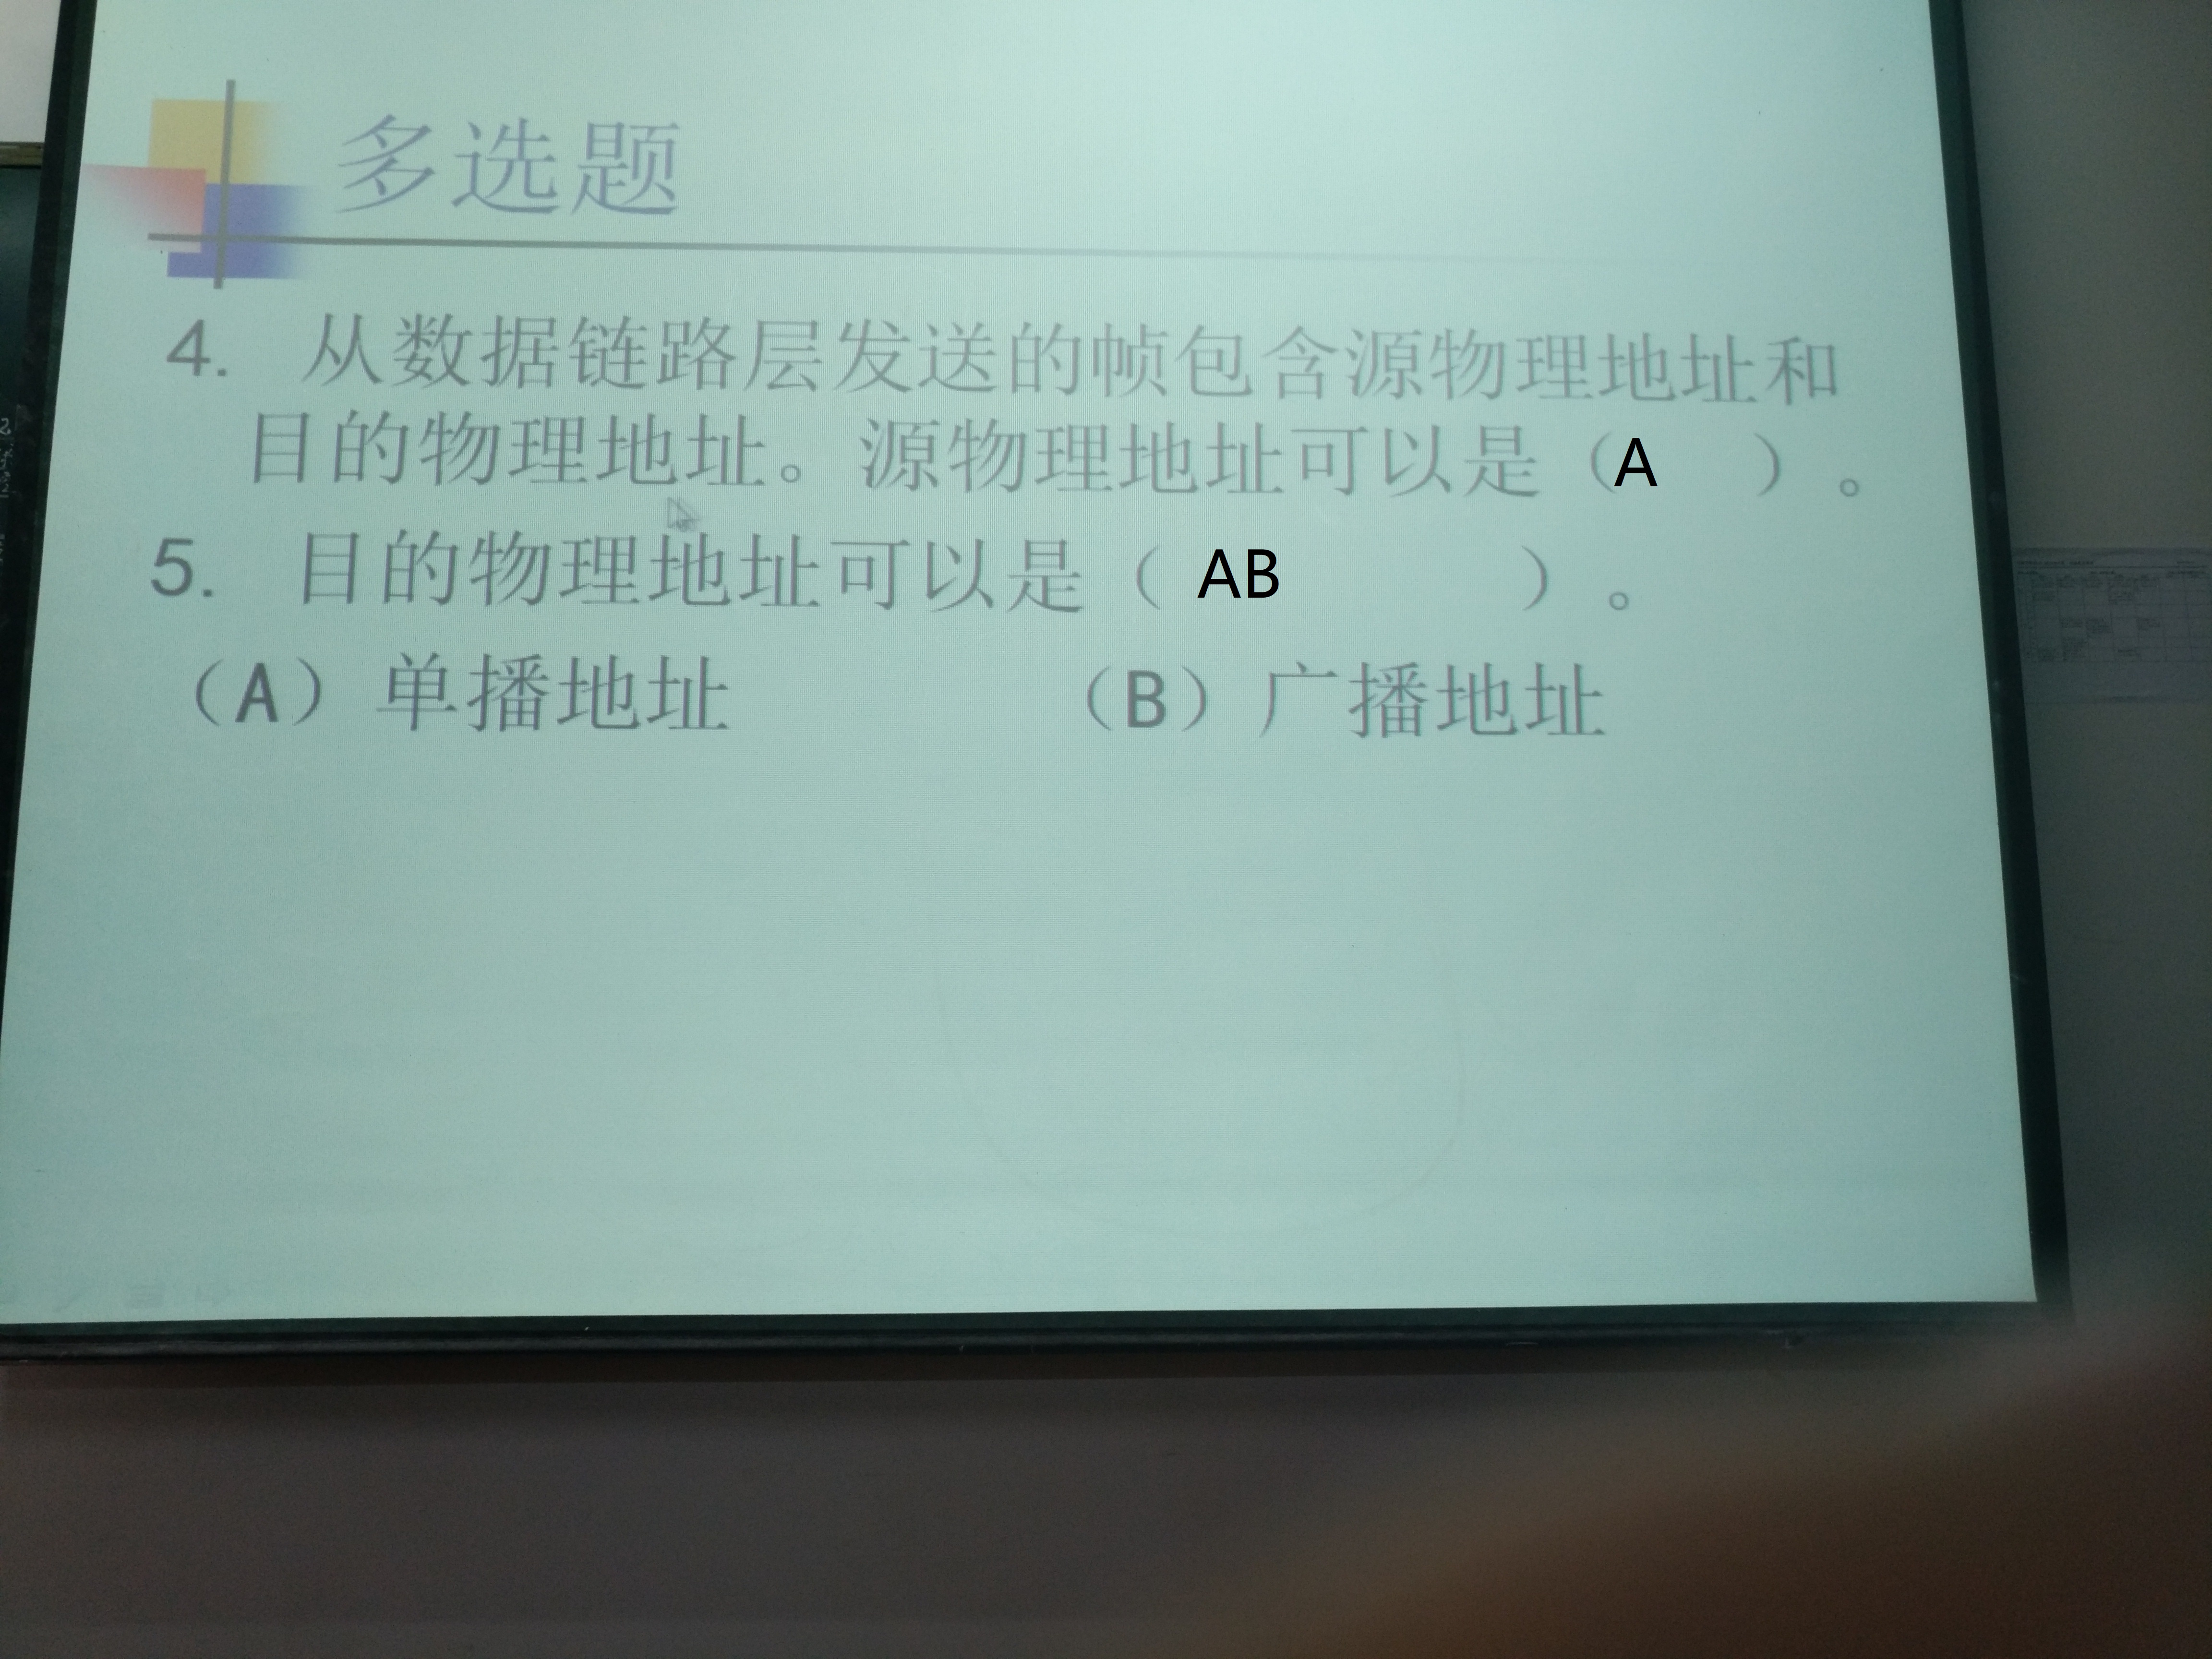 多选题
4. 从数据链路层发送的帧包含源物理地址和
目的物理地址。源物理地址可以是（A ）。
5. 目的物理地址可以是（ AB ）。
（A）单播地址 （B）广播地址